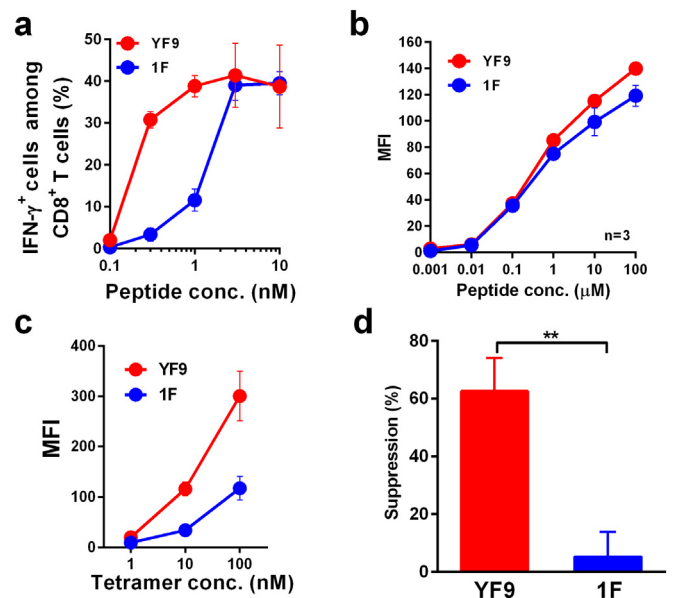 a
YF9
1F
IFN-γ+ cells among
CD8+ T cells (%)
50
40
30
20
10
0
0.1
1
10
Peptide conc. (nM)
b
YF9
1F
MFI
160
140
120
100
80
60
40
20
0
n=3
0.001
0.01
0.1
1
10
100
Peptide conc. (μM)
c
YF9
1F
MFI
400
300
200
100
0
1
10
100
Tetramer conc. (nM)
d
**
Suppression (%)
80
60
40
20
0
YF9
1F